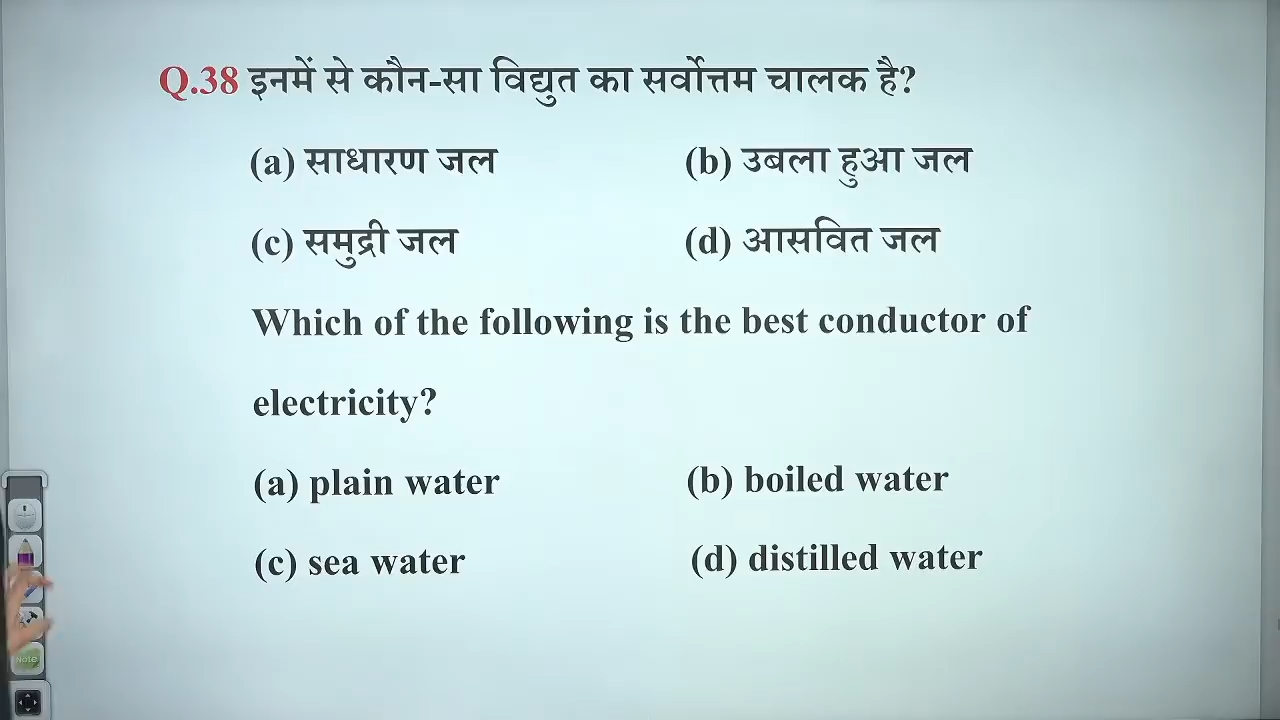 Q.38 इनमें से कौन-सा विद्युत का सर्वोत्तम चालक है?
(a) साधारण जल (b) उबला हुआ जल
(c) समुद्री जल (d) आसवित जल
Which of the following is the best conductor of
electricity?
(a) plain water (b) boiled water
(c) sea water (d) distilled water
Note